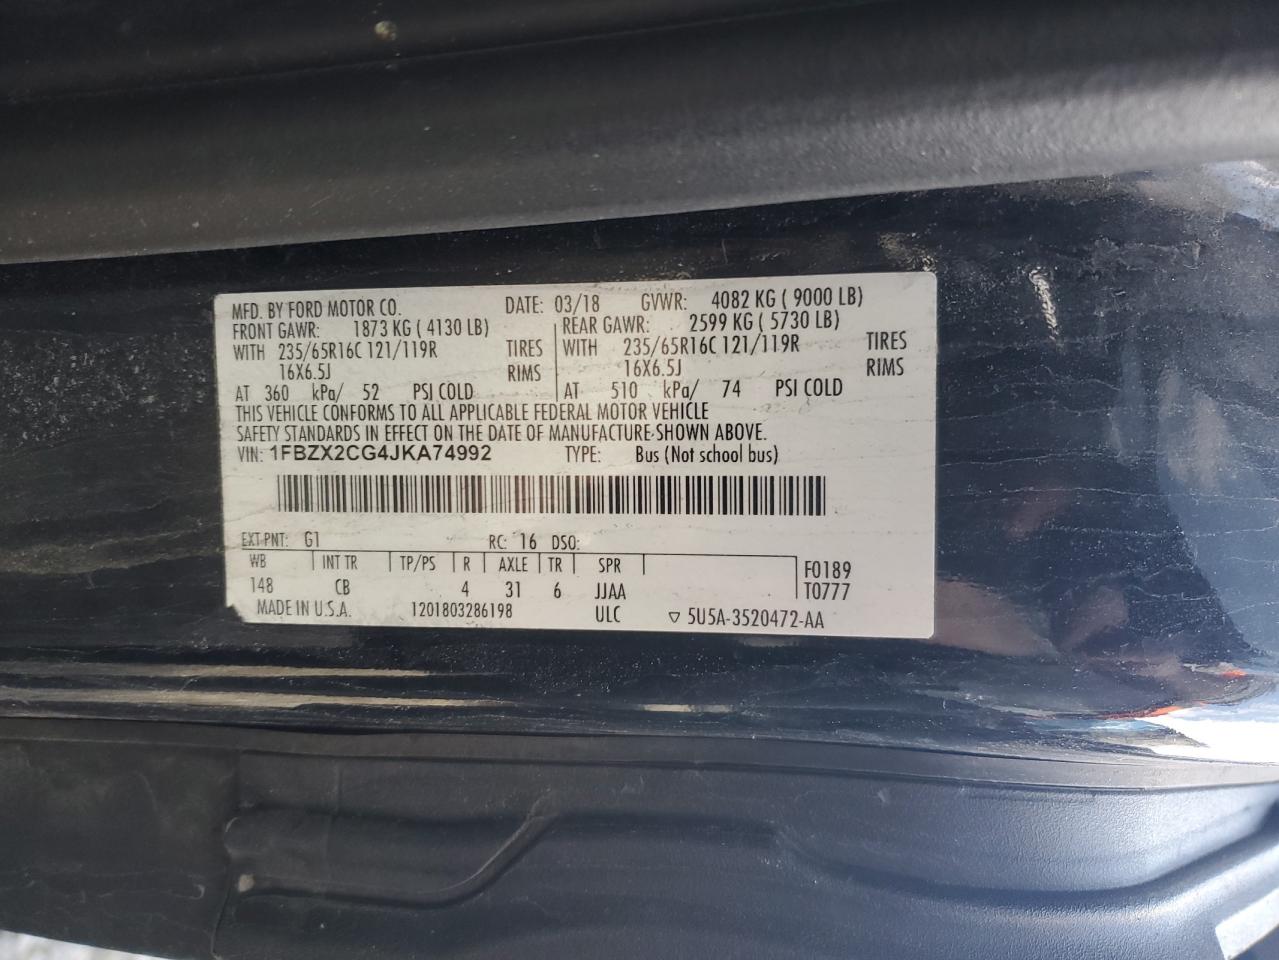 MFD. BY FORD MOTOR CO. DATE: 03/18 GVWR: 4082 KG ( 9000 LB)
FRONT GAWR: 1873 KG ( 4130 LB) REAR GAWR: 2599 KG ( 5730 LB)
WITH 235/65R16C 121/119R TIRES WITH 235/65R16C 121/119R TIRES
16X6.5J RIMS 16X6.5J RIMS
AT 360 kPa/ 52 PSI COLD AT 510 kPa/ 74 PSI COLD
THIS VEHICLE CONFORMS TO ALL APPLICABLE FEDERAL MOTOR VEHICLE
SAFETY STANDARDS IN EFFECT ON THE DATE OF MANUFACTURE SHOWN ABOVE.
VIN: 1FBZX2CG4JKA74992 TYPE: Bus (Not school bus)
EXT PNT: G1 RC: 16 DSO:
WB INT TR TP/PS R AXLE TR SPR F0189
148 CB 4 31 6 JJAA T0777
MADE IN U.S.A. 1201803286198 ULC ▽ 5U5A-3520472-AA